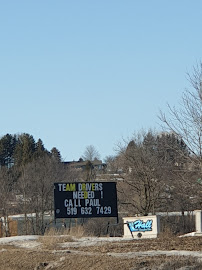 TEAM DRIVERS
NEEDED !
CALL PAUL
519 632 7429
Hall